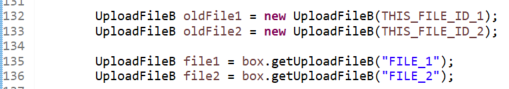 131
132 UploadFileB oldFile1 = new UploadFileB(THIS_FILE_ID_1);
133 UploadFileB oldFile2 = new UploadFileB(THIS_FILE_ID_2);
134
135 UploadFileB file1 = box.getUploadFileB("FILE_1");
136 UploadFileB file2 = box.getUploadFileB("FILE_2");
137